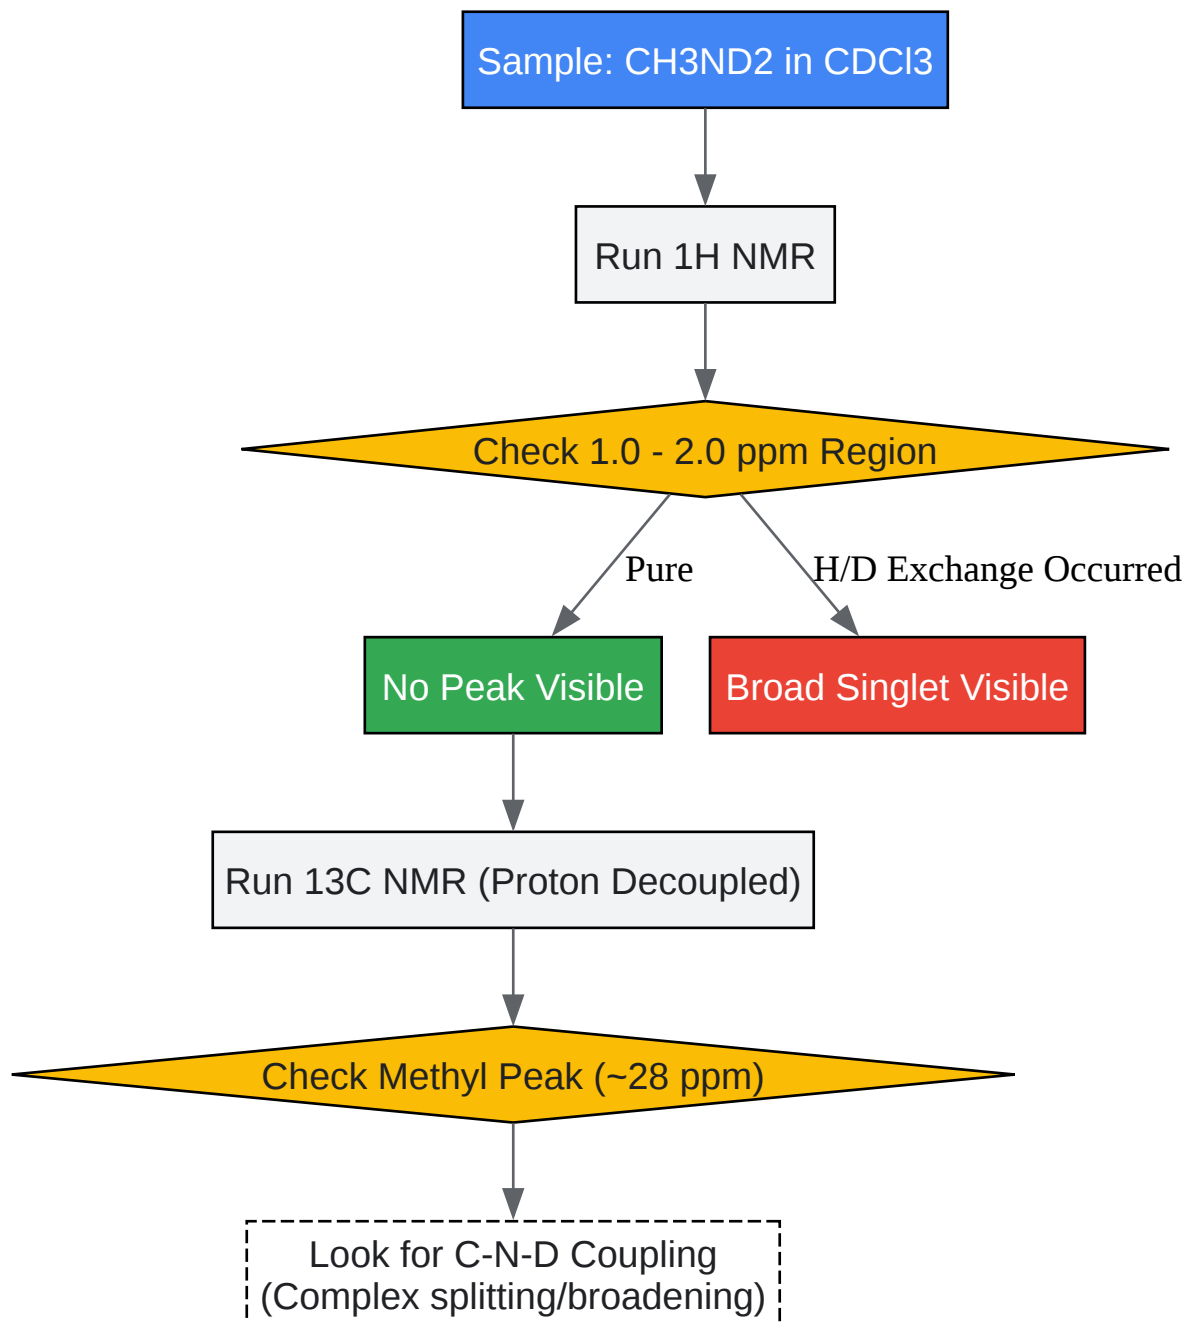 Sample: CH3ND2 in CDCl3
Run 1H NMR
Check 1.0 - 2.0 ppm Region
Pure
H/D Exchange Occurred
No Peak Visible
Broad Singlet Visible
Run 13C NMR (Proton Decoupled)
Check Methyl Peak (~28 ppm)
Look for C-N-D Coupling
(Complex splitting/broadening)